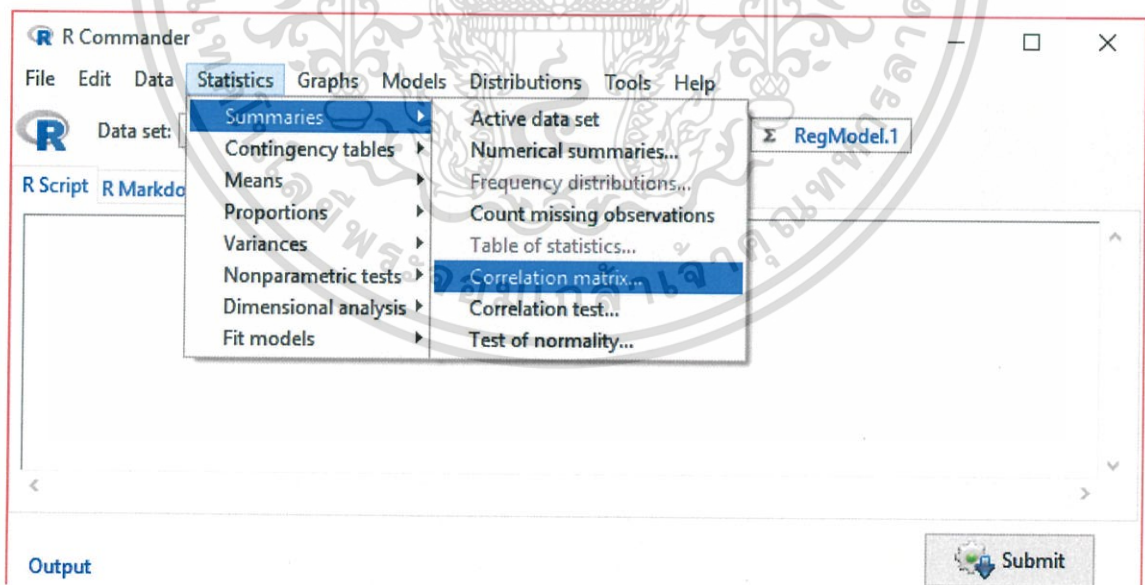 R R Commander
File Edit Data Statistics Graphs Models Distributions Tools Help
R Data set: Σ RegModel.1
R Script R Markdo
Summaries
Contingency tables
Means
Proportions
Variances
Nonparametric tests
Dimensional analysis
Fit models
Active data set
Numerical summaries...
Frequency distributions...
Count missing observations
Table of statistics...
Correlation matrix...
Correlation test...
Test of normality...
Output
Submit